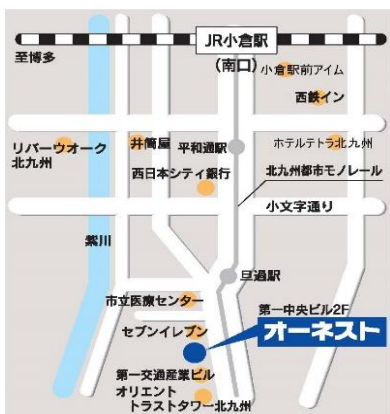 JR小倉駅
(南口)
至博多
小倉駅前アイム
西鉄イン
リバーウオーク
北九州
井筒屋
平和通駅
ホテルテトラ北九州
西日本シティ銀行
北九州都市モノレール
小文字通り
紫川
旦過駅
市立医療センター
第一中央ビル2F
オーネスト
セブンイレブン
第一交通産業ビル
オリエント
トラストタワー北九州